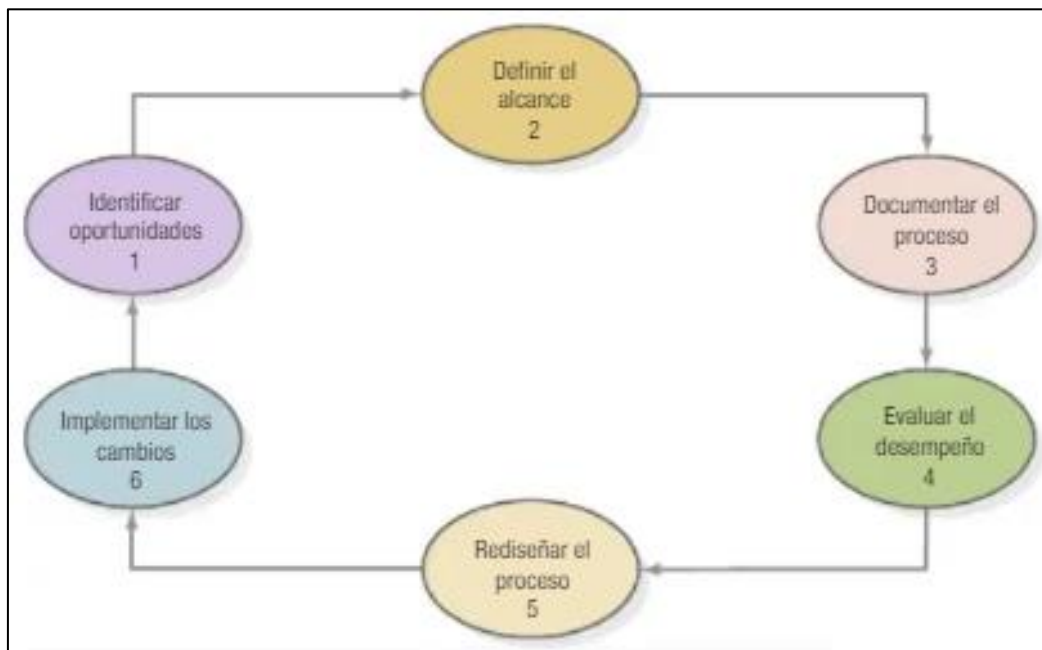 Identificar
oportunidades
1
Definir el
alcance
2
Documentar el
proceso
3
Evaluar el
desempeño
4
Rediseñar el
proceso
5
Implementar los
cambios
6